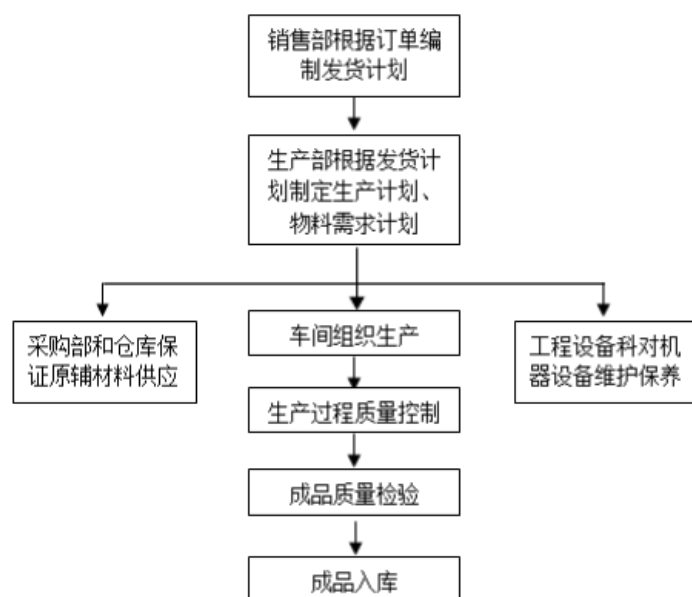 销售部根据订单编
制发货计划
生产部根据发货计
划制定生产计划、
物料需求计划
采购部和仓库保
证原辅材料供应
车间组织生产
工程设备科对机
器设备维护保养
生产过程质量控制
成品质量检验
成品入库